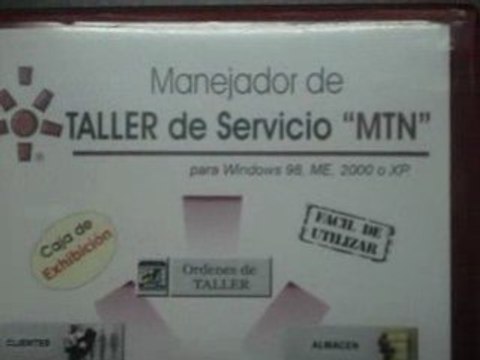 Manejador de
TALLER de Servicio "MTN"
®
para Windows 98, ME, 2000 o XP
Caja de
Exhibición
FACIL DE
UTILIZAR
Ordenes de
TALLER
CLIENTES
ALMACEN